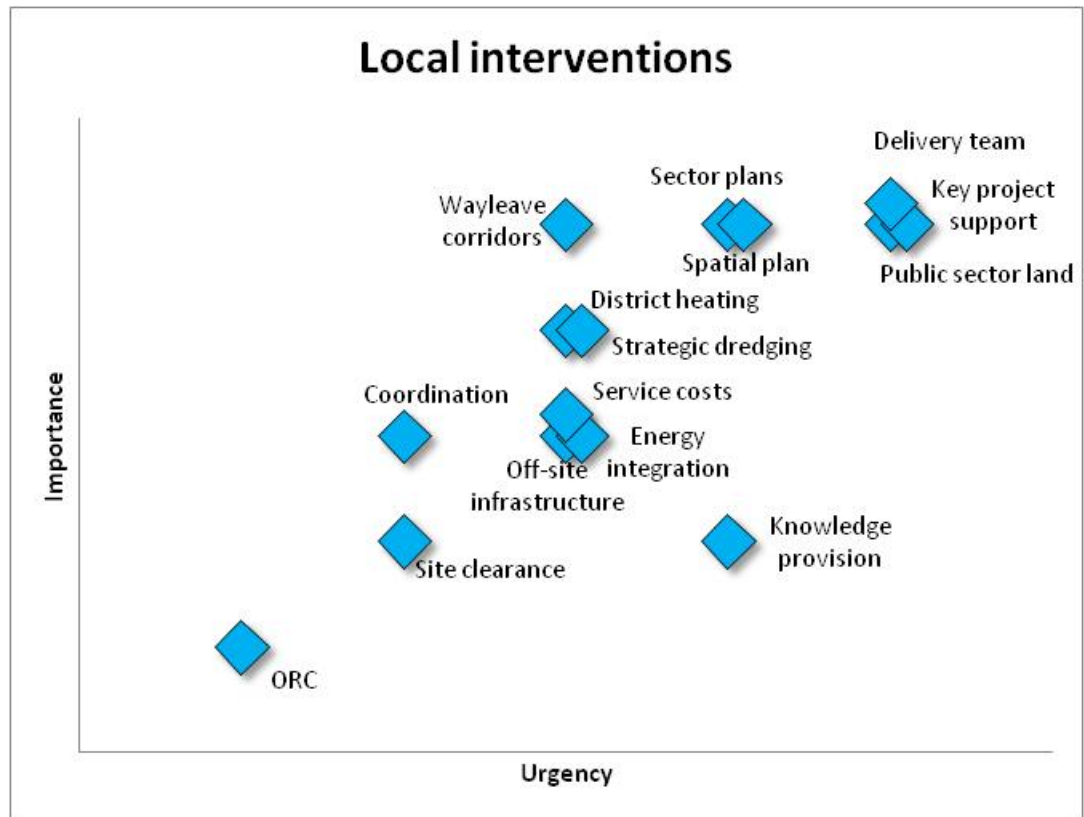 Local interventions
Delivery team
Sector plans
Key project
support
Wayleave
corridors
Spatial plan
Public sector land
District heating
Strategic dredging
Coordination
Service costs
Energy
integration
Off-site
infrastructure
Knowledge
provision
Site clearance
ORC
Importance
Urgency